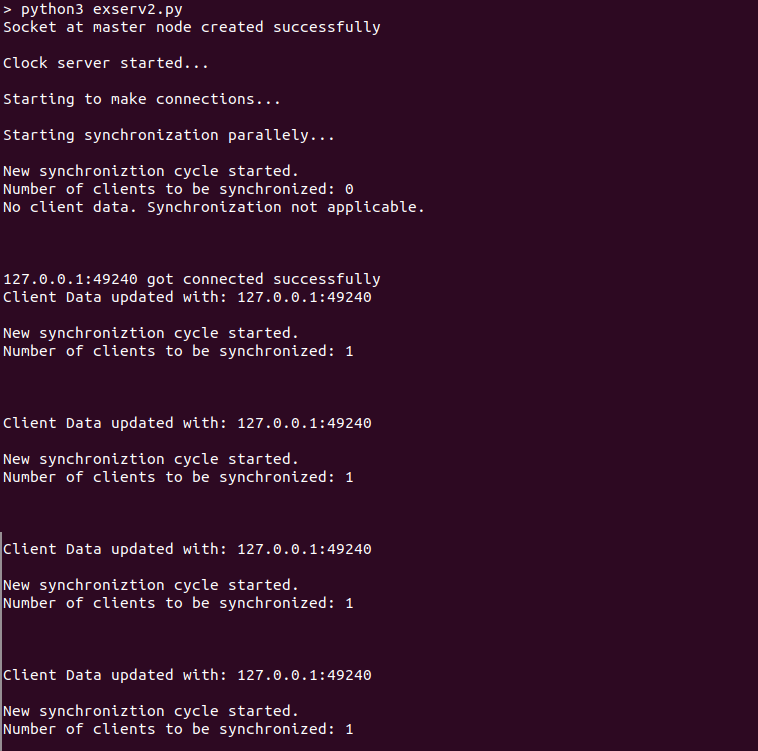 > python3 exserv2.py
Socket at master node created successfully
Clock server started...
Starting to make connections...
Starting synchronization parallely...
New synchroniztion cycle started.
Number of clients to be synchronized: 0
No client data. Synchronization not applicable.
127.0.0.1:49240 got connected successfully
Client Data updated with: 127.0.0.1:49240
New synchroniztion cycle started.
Number of clients to be synchronized: 1
Client Data updated with: 127.0.0.1:49240
New synchroniztion cycle started.
Number of clients to be synchronized: 1
Client Data updated with: 127.0.0.1:49240
New synchroniztion cycle started.
Number of clients to be synchronized: 1
Client Data updated with: 127.0.0.1:49240
New synchroniztion cycle started.
Number of clients to be synchronized: 1